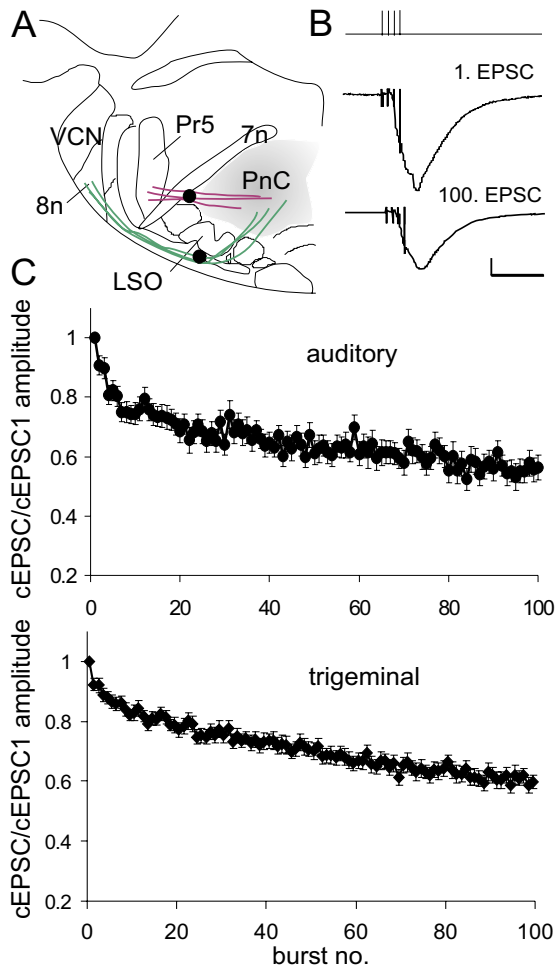 A
VCN
Pr5
7n
PnC
8n
LSO
B
1. EPSC
100. EPSC
C
auditory
cEPSC/cEPSC1 amplitude
1
0.8
0.6
0.4
0.2
0 20 40 60 80 100
trigeminal
cEPSC/cEPSC1 amplitude
1
0.8
0.6
0.4
0.2
0 20 40 60 80 100
burst no.